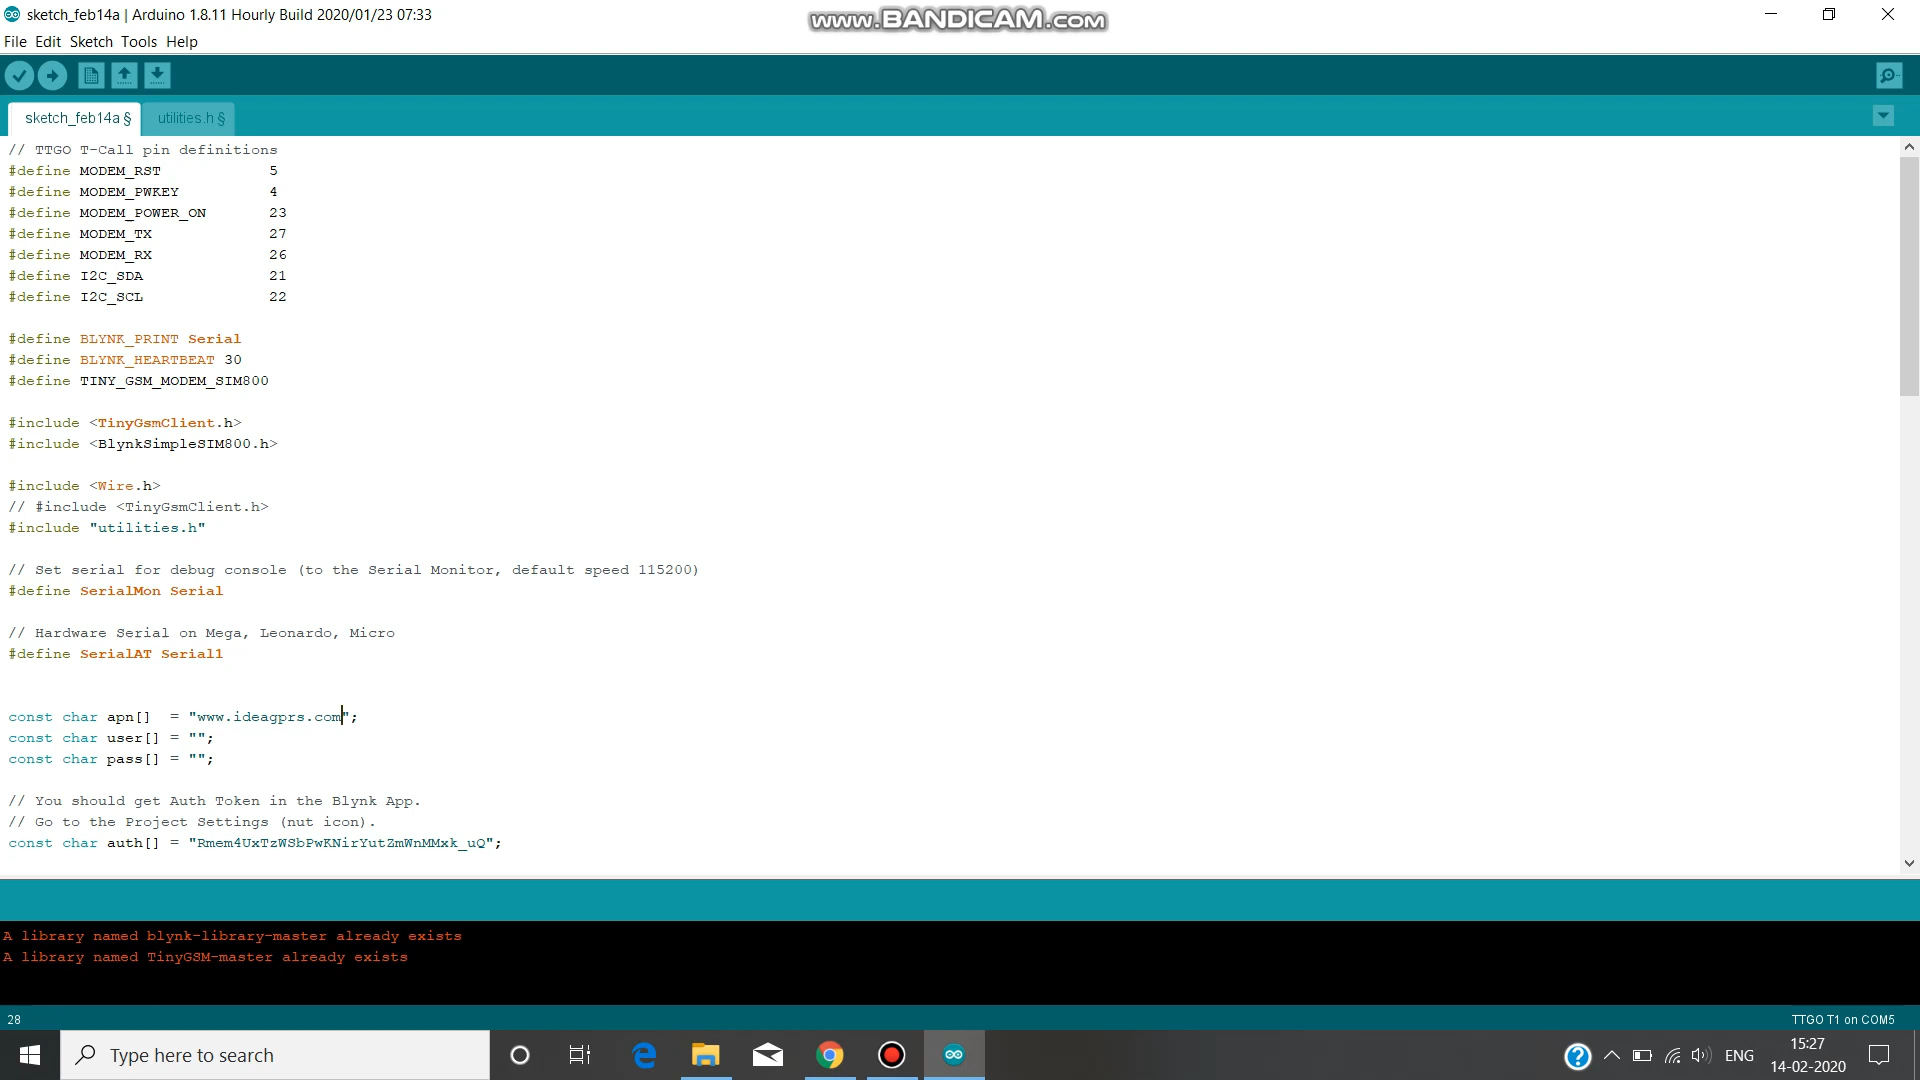 sketch_feb14a | Arduino 1.8.11 Hourly Build 2020/01/23 07:33
www.BANDICAM.com
File Edit Sketch Tools Help
sketch_feb14a § utilities.h §
// TTGO T-Call pin definitions
#define MODEM_RST 5
#define MODEM_PWKEY 4
#define MODEM_POWER_ON 23
#define MODEM_TX 27
#define MODEM_RX 26
#define I2C_SDA 21
#define I2C_SCL 22
#define BLYNK_PRINT Serial
#define BLYNK_HEARTBEAT 30
#define TINY_GSM_MODEM_SIM800
#include <TinyGsmClient.h>
#include <BlynkSimpleSIM800.h>
#include <Wire.h>
// #include <TinyGsmClient.h>
#include "utilities.h"
// Set serial for debug console (to the Serial Monitor, default speed 115200)
#define SerialMon Serial
// Hardware Serial on Mega, Leonardo, Micro
#define SerialAT Serial1
const char apn[] = "www.ideagprs.com";
const char user[] = "";
const char pass[] = "";
// You should get Auth Token in the Blynk App.
// Go to the Project Settings (nut icon).
const char auth[] = "Rmem4UxTzWSbPwKNirYutZmWnMMxk_uQ";
A library named blynk-library-master already exists
A library named TinyGSM-master already exists
28
TTGO T1 on COM5
Type here to search
ENG
15:27
14-02-2020